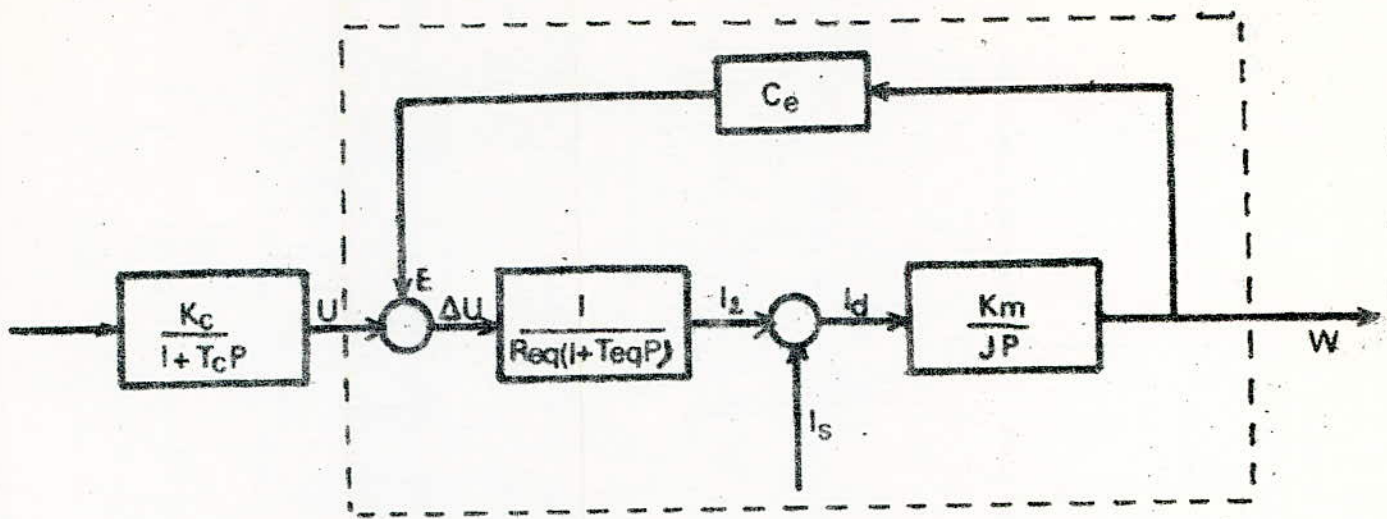 Ce
E
Kc
1 + TcP
U
ΔU
1
Req(1+TeqP)
I2
Id
Km
JP
W
Is